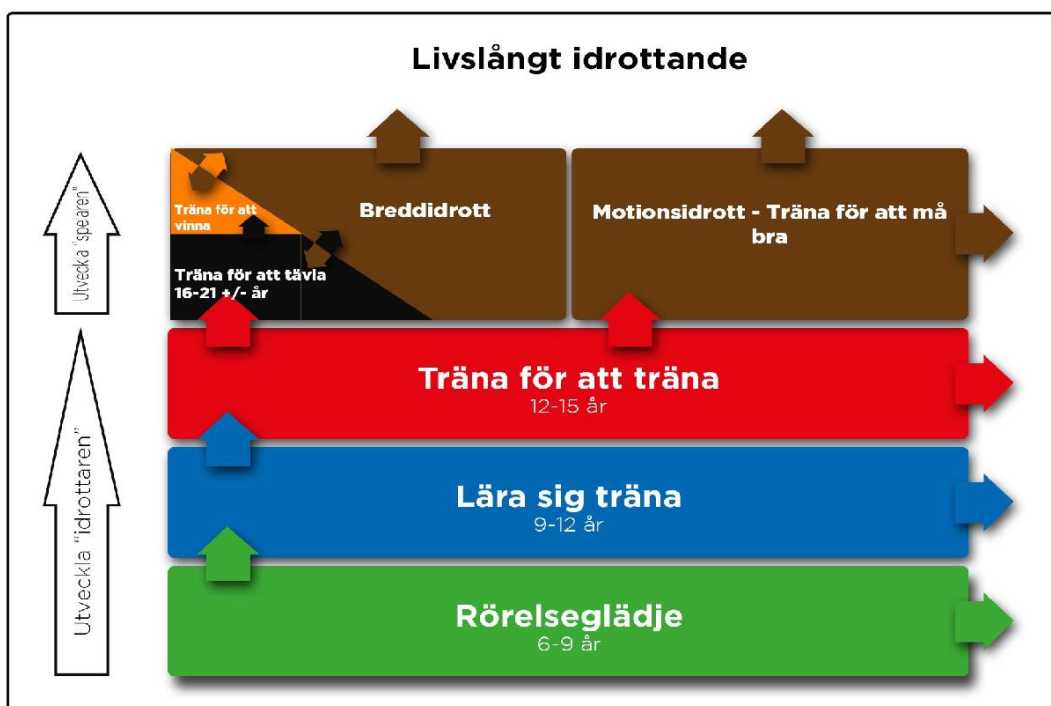 Livslångt idrottande
Utvecka "spearen"
Träna för att
vinna
Breddidrott
Motionsidrott - Träna för att må
bra
Träna för att tävla
16-21 +/- år
Utveckla "idrottaren"
Träna för att träna
12-15 år
Lära sig träna
9-12 år
Rörelseglädje
6-9 år